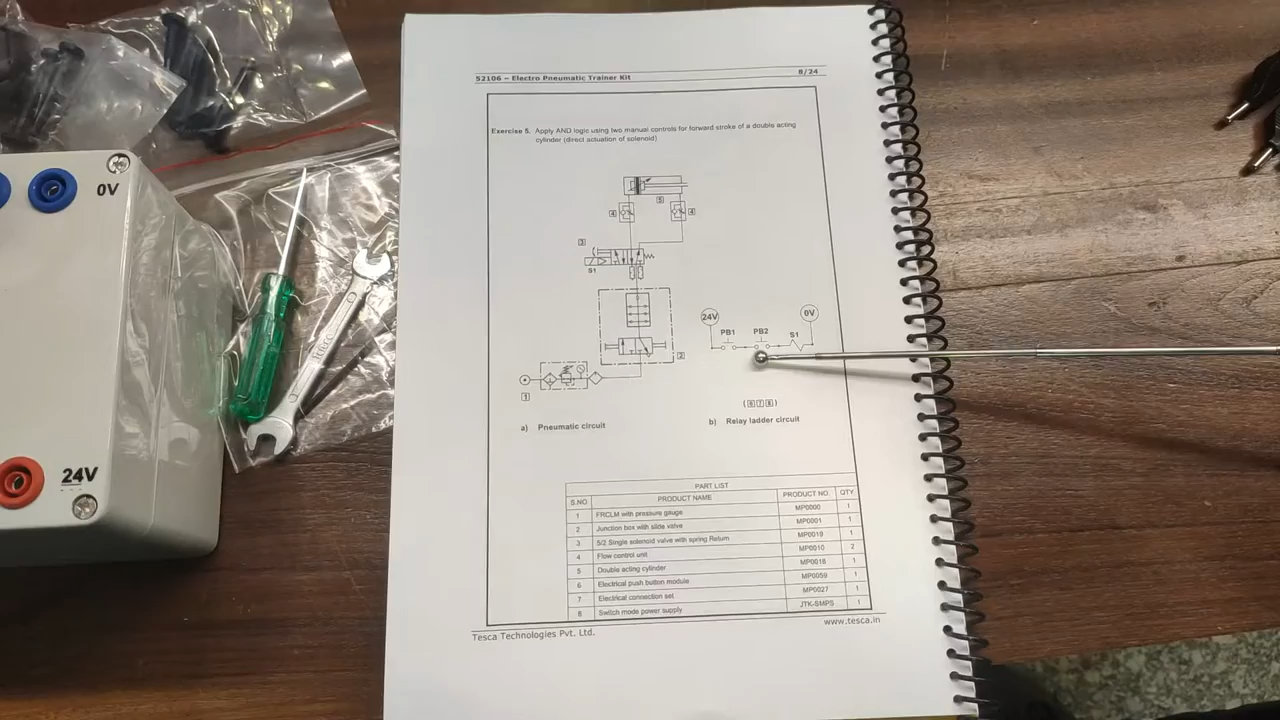 52106 – Electro Pneumatic Trainer Kit 8/24
Exercise 5. Apply AND logic using two manual controls for forward stroke of a double acting
cylinder (direct actuation of solenoid)
5
4 4
3
S1
24V 0V
PB1 PB2 S1
2
1
(6 7 8)
a) Pneumatic circuit b) Relay ladder circuit
PART LIST
S.NO PRODUCT NAME PRODUCT NO. QTY
1 FRCLM with pressure gauge MP0000 1
2 Junction box with slide valve MP0001 1
3 5/2 Single solenoid valve with spring Return MP0019 1
4 Flow control unit MP0010 2
5 Double acting cylinder MP0018 1
6 Electrical push button module MP0059 1
7 Electrical connection set MP0027 1
8 Switch mode power supply JTK-SMPS 1
Tesca Technologies Pvt. Ltd. www.tesca.in
0V
24V